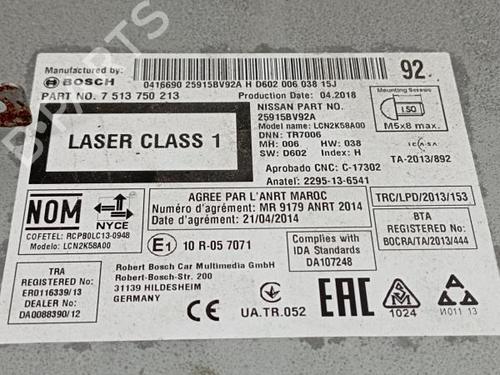 Manufactured by:
BOSCH
0416690 25915BV92A H D602 006 038 15J
92
PART NO. 7 513 750 213
Production Date: 04.2018
Mounting Screws
NISSAN PART NO.
25915BV92A
Model name: LCN2K58A00
DNN: TR7006
MH: 006 HW: 038
SW: D602 Index: H
ISO
M5x8 max.
ICASA
TA-2013/892
LASER CLASS 1
Aprobado CNC: C-17302
Anatel: 2295-13-6541
NOM
NYCE
COFETEL: RCPBOLC13-0948
Modelo: LCN2K58A00
AGREE PAR L'ANRT MAROC
Numéro d'agrément: MR 9179 ANRT 2014
Date d'agrément: 21/04/2014
TRC/LPD/2013/153
BTA
REGISTERED No:
BOCRA/TA/2013/444
E1 10 R-05 7071
Complies with
IDA Standards
DA107248
TRA
REGISTERED No:
ER0116339/13
DEALER No:
DA0088390/12
Robert Bosch Car Multimedia GmbH
Robert-Bosch-Strasse 200
31139 HILDESHEIM
GERMANY
CE
UA.TR.052
EAC
1024
И011 13